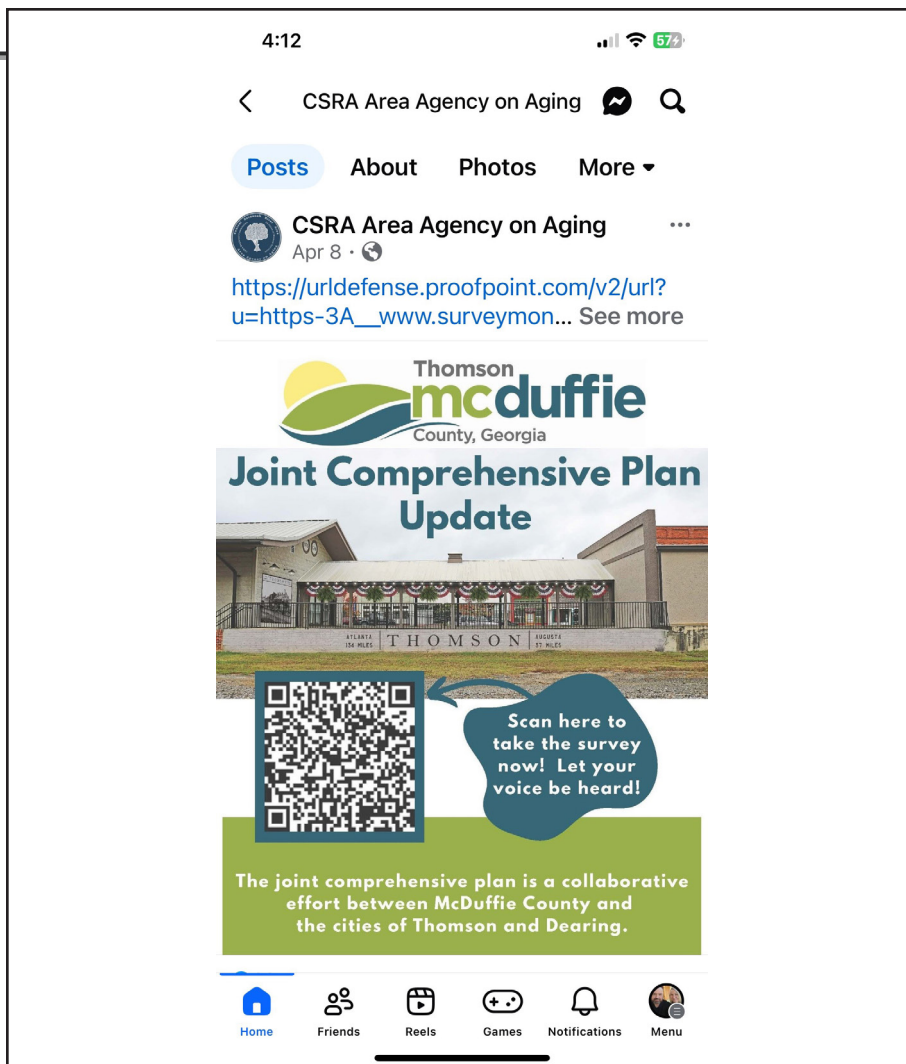 4:12
57
CSRA Area Agency on Aging
Posts About Photos More
CSRA Area Agency on Aging
Apr 8 ·
https://urldefense.proofpoint.com/v2/url?
u=https-3A__www.surveymon... See more
Thomson
mcduffie
County, Georgia
Joint Comprehensive Plan
Update
ATLANTA
134 MILES
THOMSON
AUGUSTA
37 MILES
Scan here to
take the survey
now! Let your
voice be heard!
The joint comprehensive plan is a collaborative
effort between McDuffie County and
the cities of Thomson and Dearing.
Home Friends Reels Games Notifications Menu